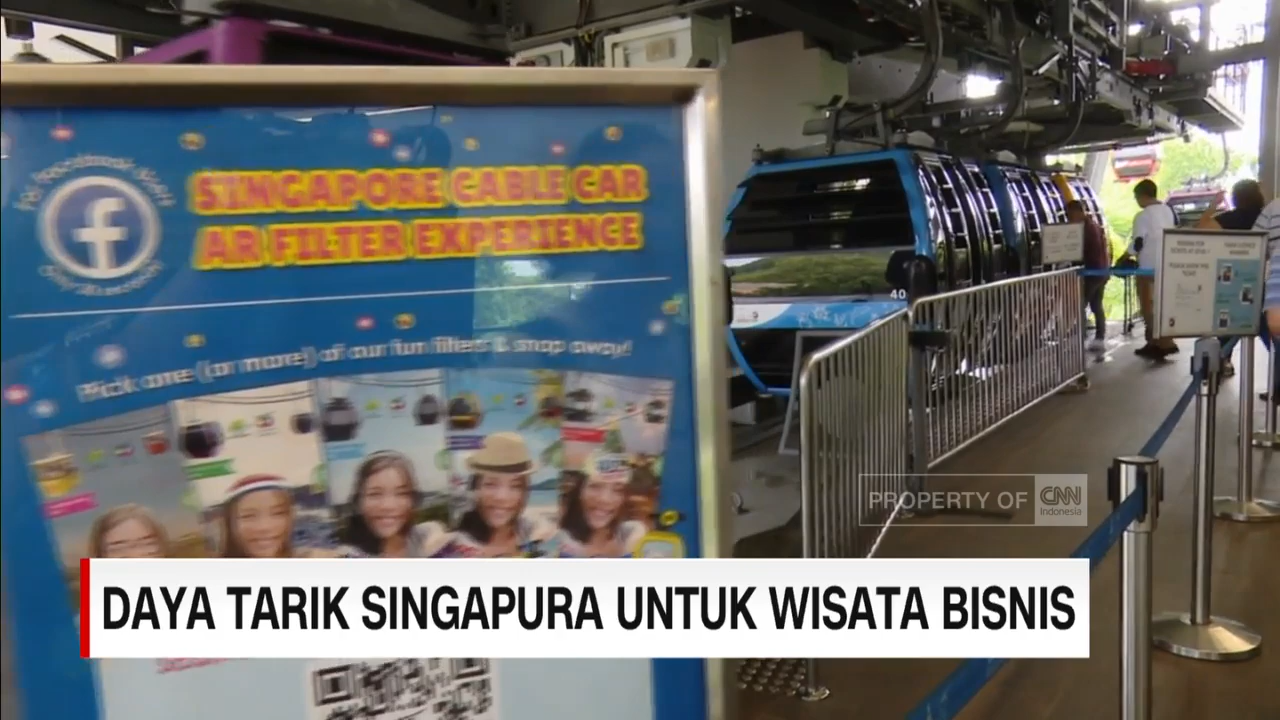 SINGAPORE CABLE CAR
AR FILTER EXPERIENCE
Pick one (or more) of our fun filters & snap away!
40
PROPERTY OF CNN
Indonesia
DAYA TARIK SINGAPURA UNTUK WISATA BISNIS